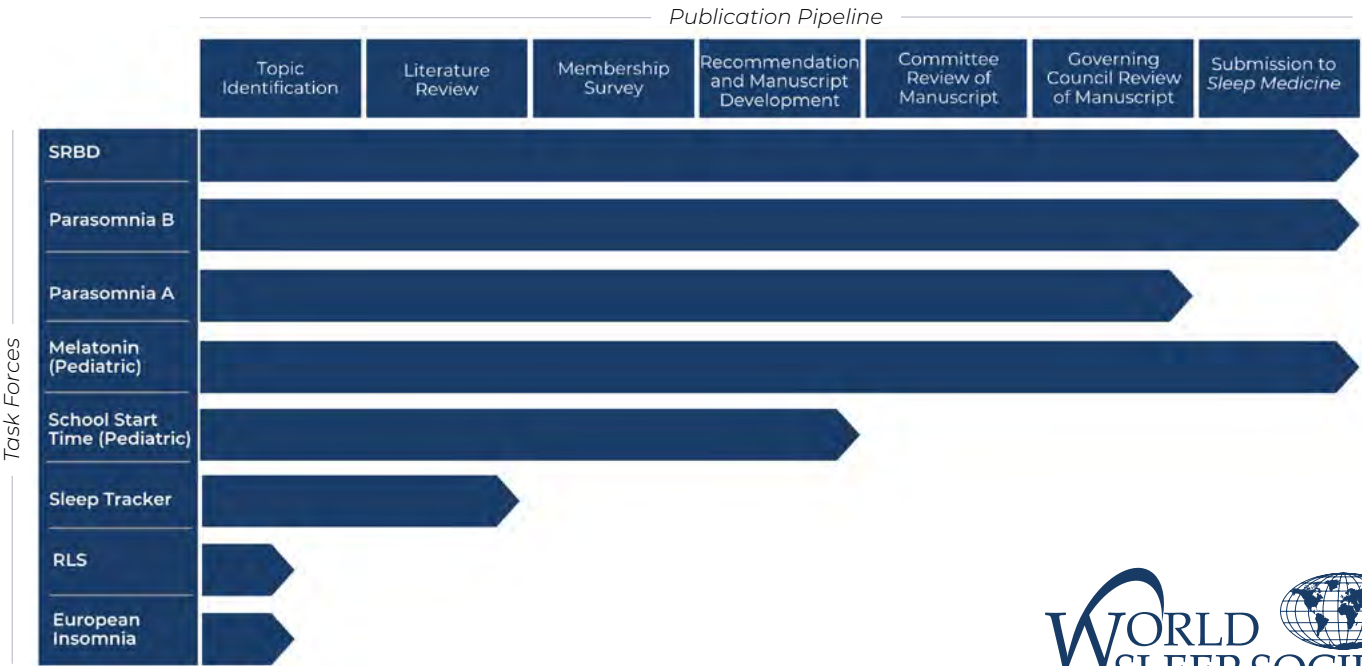 Publication Pipeline
Topic
Identification
Literature
Review
Membership
Survey
Recommendation
and Manuscript
Development
Committee
Review of
Manuscript
Governing
Council Review
of Manuscript
Submission to
Sleep Medicine
Task Forces
SRBD
Parasomnia B
Parasomnia A
Melatonin
(Pediatric)
School Start
Time (Pediatric)
Sleep Tracker
RLS
European
Insomnia
WORLD